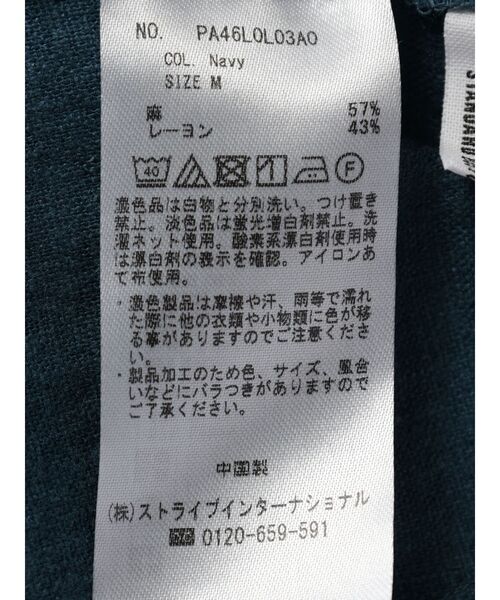 NO. PA46L0L03A0
COL. Navy
SIZE M
麻 57%
レーヨン 43%
40 F
濃色品は白物と分別洗い。つけ置き
禁止。淡色品は蛍光増白剤禁止。洗
濯ネット使用。酸素系漂白剤使用時
は漂白剤の表示を確認。アイロンあ
て布使用。
・濃色製品は摩擦や汗、雨等で濡れ
た際に他の衣類や小物類に色が移
る事がありますのでご注意くださ
い。
・製品加工のため色、サイズ、風合
いなどにバラつきがありますので
ご了承ください。
中国製
(株)ストライプインターナショナル
0120-659-591
STANDARD